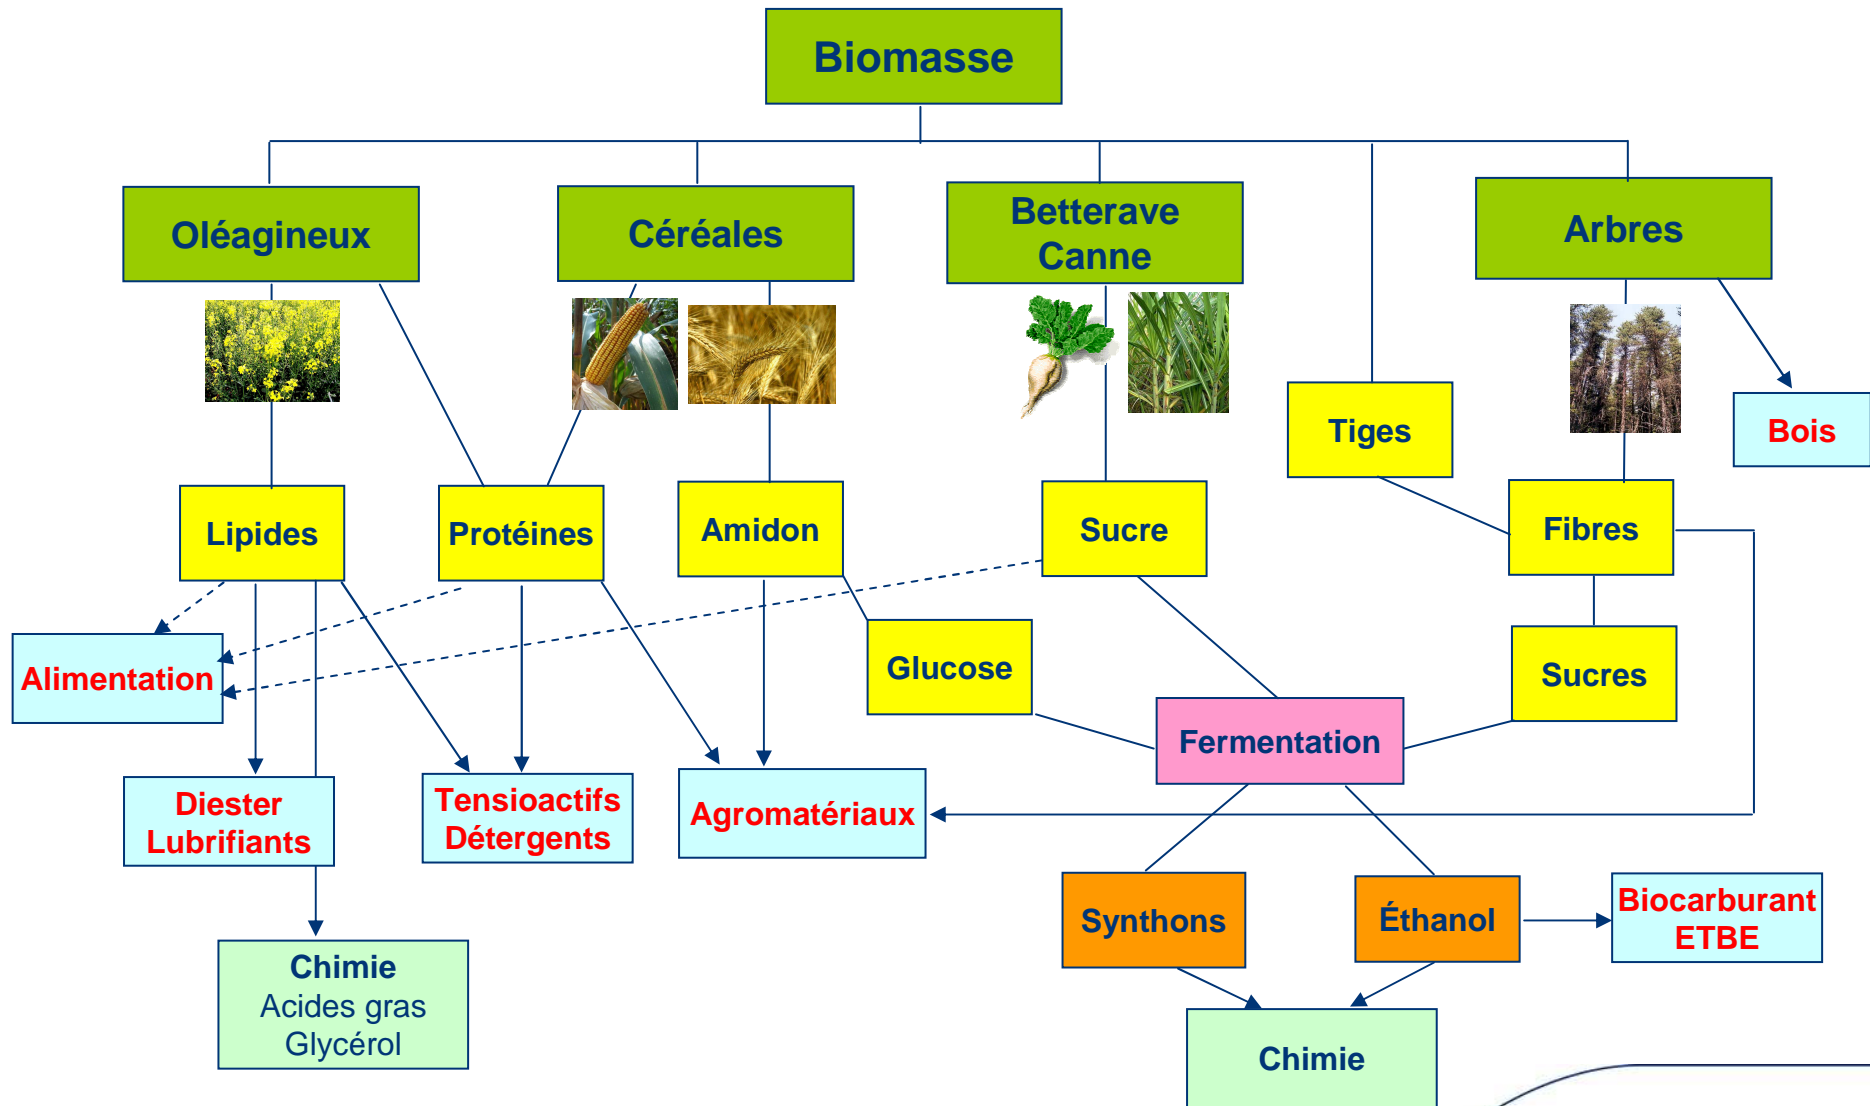 Biomasse
Oléagineux
Céréales
Betterave
Canne
Arbres
Tiges
Bois
Lipides
Protéines
Amidon
Sucre
Fibres
Alimentation
Glucose
Sucres
Fermentation
Diester
Lubrifiants
Tensioactifs
Détergents
Agromatériaux
Synthons
Éthanol
Biocarburant
ETBE
Chimie
Acides gras
Glycérol
Chimie